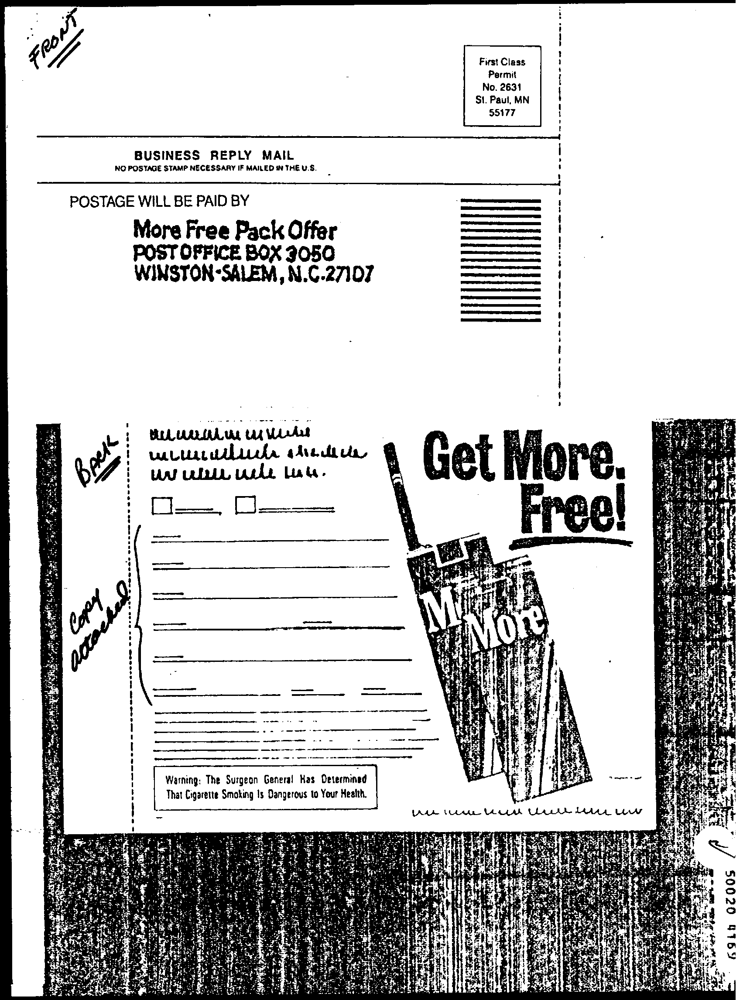 FRONT
First Class
Permit
No. 2631
St. Paul, MN
55177
BUSINESS REPLY MAIL
NO POSTAGE STAMP NECESSARY IF MAILED IN THE U.S.
POSTAGE WILL BE PAID BY
More Free Pack Offer
POST OFFICE BOX 3050
WINSTON-SALEM, N.C. 27107
BACK
Get More.
Free!
M
More
Copy
attached
Warning: The Surgeon General Has Determined
That Cigarette Smoking Is Dangerous to Your Health.
50020 4169